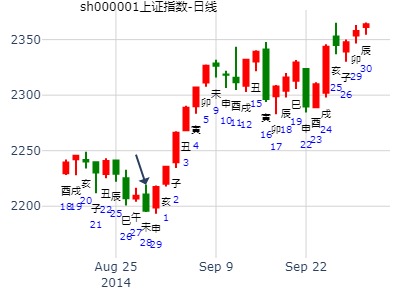 sh000001上证指数-日线
2350
2300
2250
2200
酉 戌 亥 子 丑 辰 巳 午 未 申 亥 子 丑 寅 卯 未 申 酉 戌 丑 寅 卯 辰 巳 申 酉 戌 亥 子 卯 辰
18 19 20 21 22 25 26 27 28 29 1 2 3 4 5 9 10 11 12 15 16 17 18 19 22 23 24 25 26 29 30
Aug 25
2014
Sep 9
Sep 22